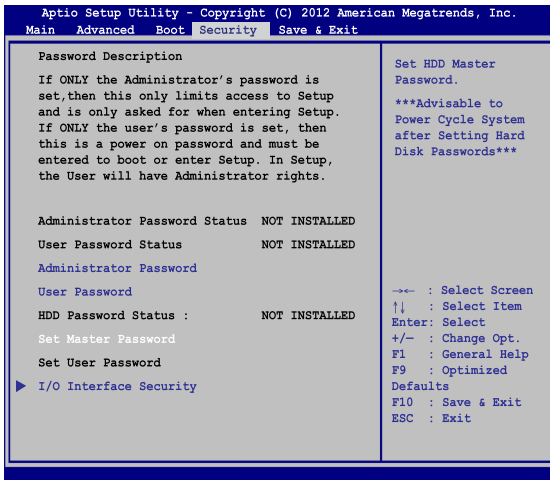 Aptio Setup Utility - Copyright (C) 2012 American Megatrends, Inc.
Main Advanced Boot Security Save & Exit
Password Description
If ONLY the Administrator's password is
set,then this only limits access to Setup
and is only asked for when entering Setup.
If ONLY the user's password is set, then
this is a power on password and must be
entered to boot or enter Setup. In Setup,
the User will have Administrator rights.
Administrator Password Status NOT INSTALLED
User Password Status NOT INSTALLED
Administrator Password
User Password
HDD Password Status : NOT INSTALLED
Set Master Password
Set User Password
I/O Interface Security
Set HDD Master
Password.
***Advisable to
Power Cycle System
after Setting Hard
Disk Passwords***
→← : Select Screen
↑↓ : Select Item
Enter: Select
+/— : Change Opt.
F1 : General Help
F9 : Optimized
Defaults
F10 : Save & Exit
ESC : Exit